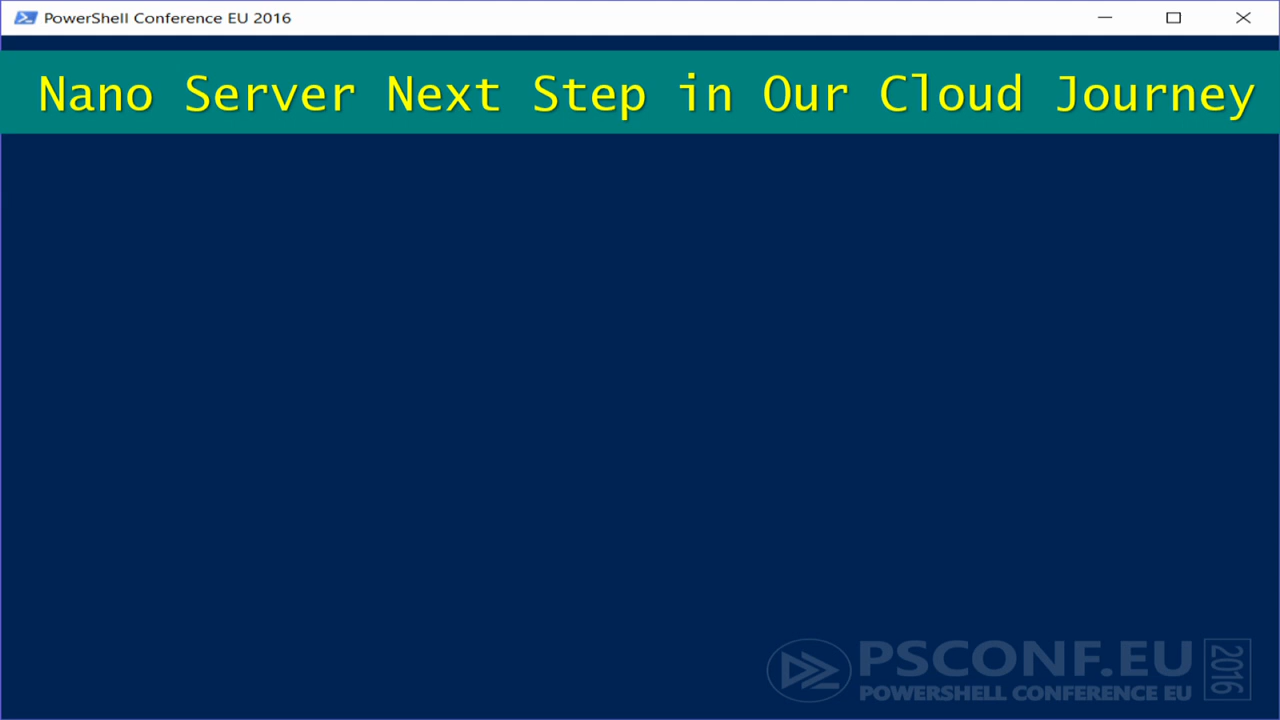 PowerShell Conference EU 2016
Nano Server Next Step in Our Cloud Journey
PSCONF.EU
POWERSHELL CONFERENCE EU
2016